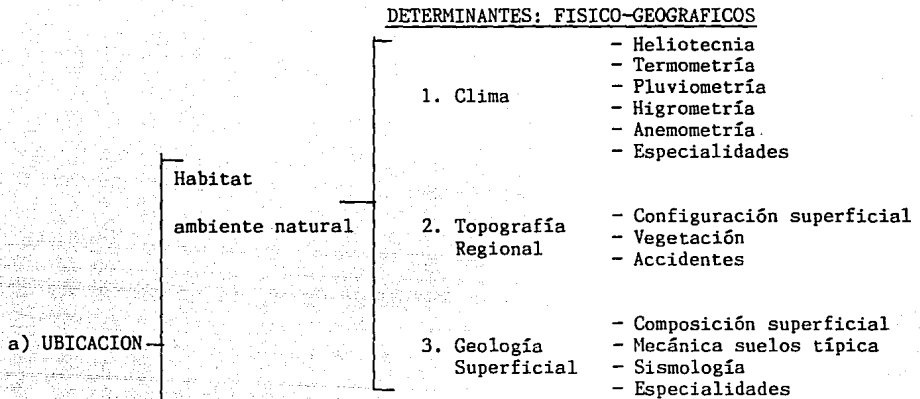 DETERMINANTES: FISICO-GEOGRAFICOS
a) UBICACION
Habitat
ambiente natural
1. Clima
- Heliotecnia
- Termometría
- Pluviometría
- Higrometría
- Anemometría
- Especialidades
2. Topografía
Regional
- Configuración superficial
- Vegetación
- Accidentes
3. Geología
Superficial
- Composición superficial
- Mecánica suelos típica
- Sismología
- Especialidades